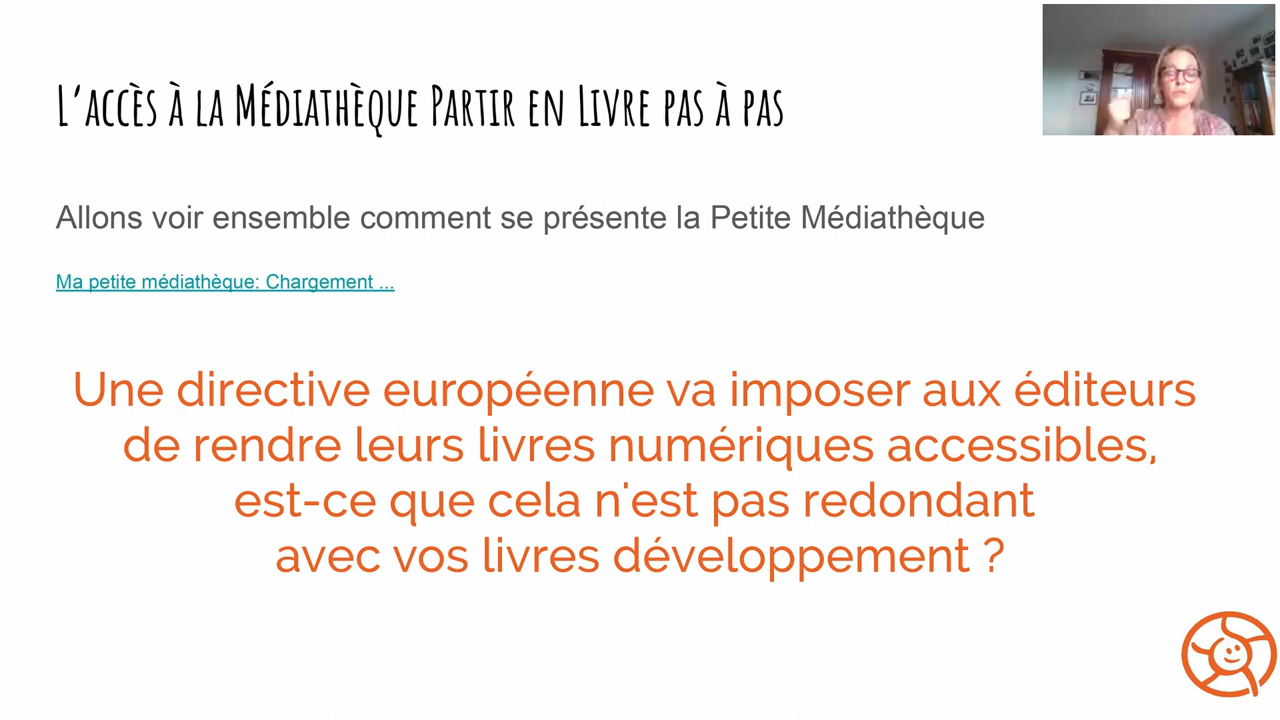 L'accès à la Médiathèque Partir en Livre pas à pas
Allons voir ensemble comment se présente la Petite Médiathèque
Ma petite médiathèque: Chargement ...
Une directive européenne va imposer aux éditeurs
de rendre leurs livres numériques accessibles,
est-ce que cela n'est pas redondant
avec vos livres développement ?